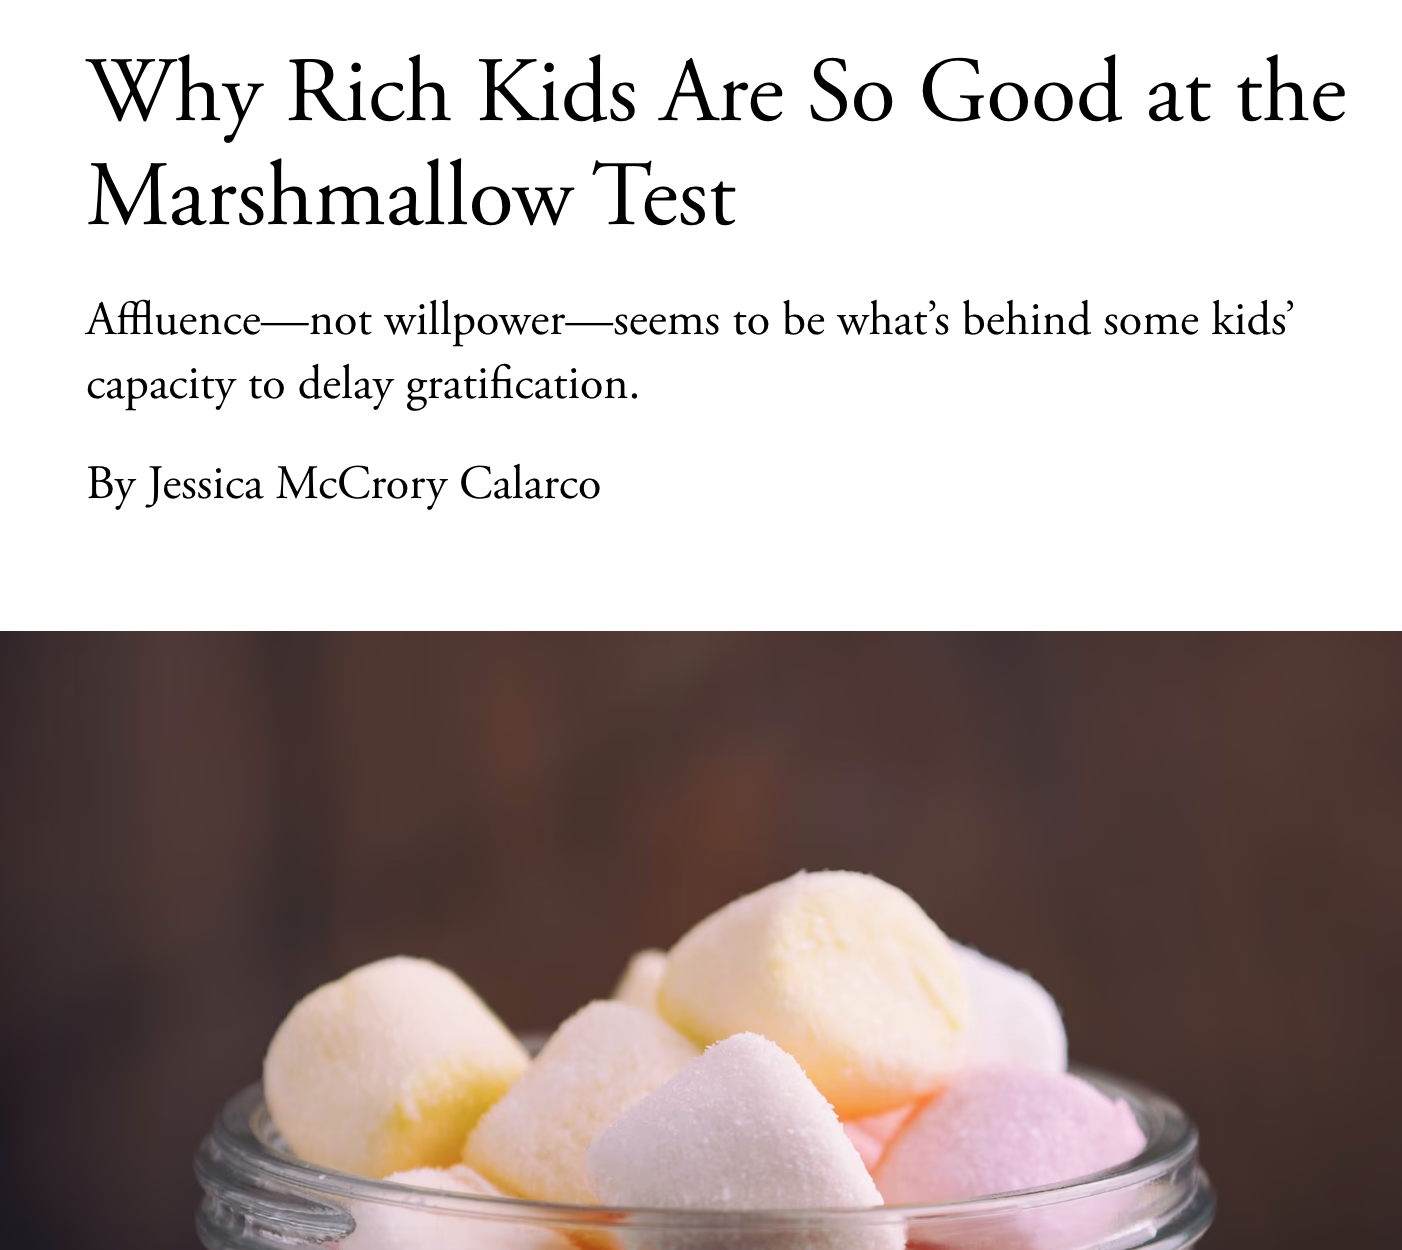 Why Rich Kids Are So Good at the
Marshmallow Test
Affluence—not willpower—seems to be what’s behind some kids’
capacity to delay gratification.
By Jessica McCrory Calarco